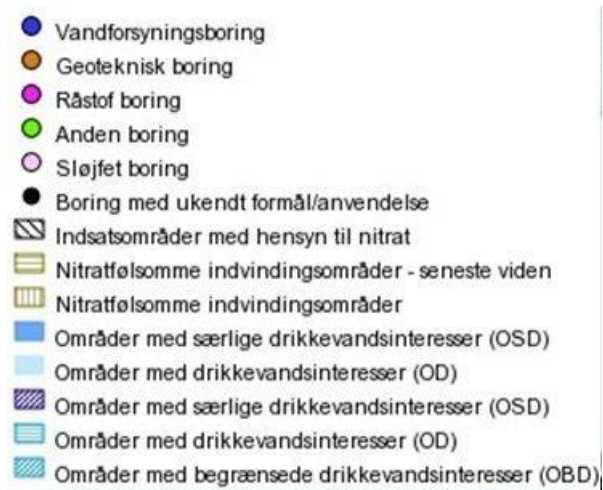 Vandforsyningsboring
Geoteknisk boring
Råstof boring
Anden boring
Sløjfet boring
Boring med ukendt formål/anvendelse
Indsatsområder med hensyn til nitrat
Nitratfølsomme indvindingsområder - seneste viden
Nitratfølsomme indvindingsområder
Områder med særlige drikkevandsinteresser (OSD)
Områder med drikkevandsinteresser (OD)
Områder med særlige drikkevandsinteresser (OSD)
Områder med drikkevandsinteresser (OD)
Områder med begrænsede drikkevandsinteresser (OBD)